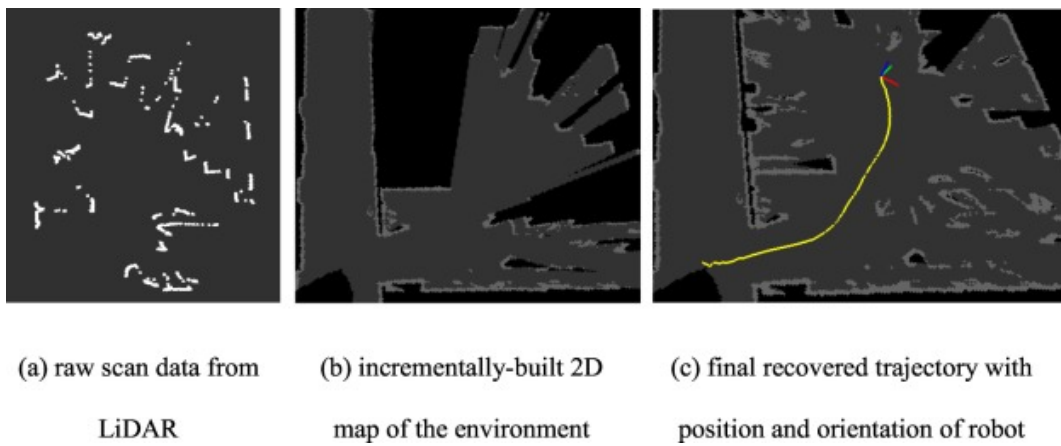 (a) raw scan data from
LiDAR
(b) incrementally-built 2D
map of the environment
(c) final recovered trajectory with
position and orientation of robot